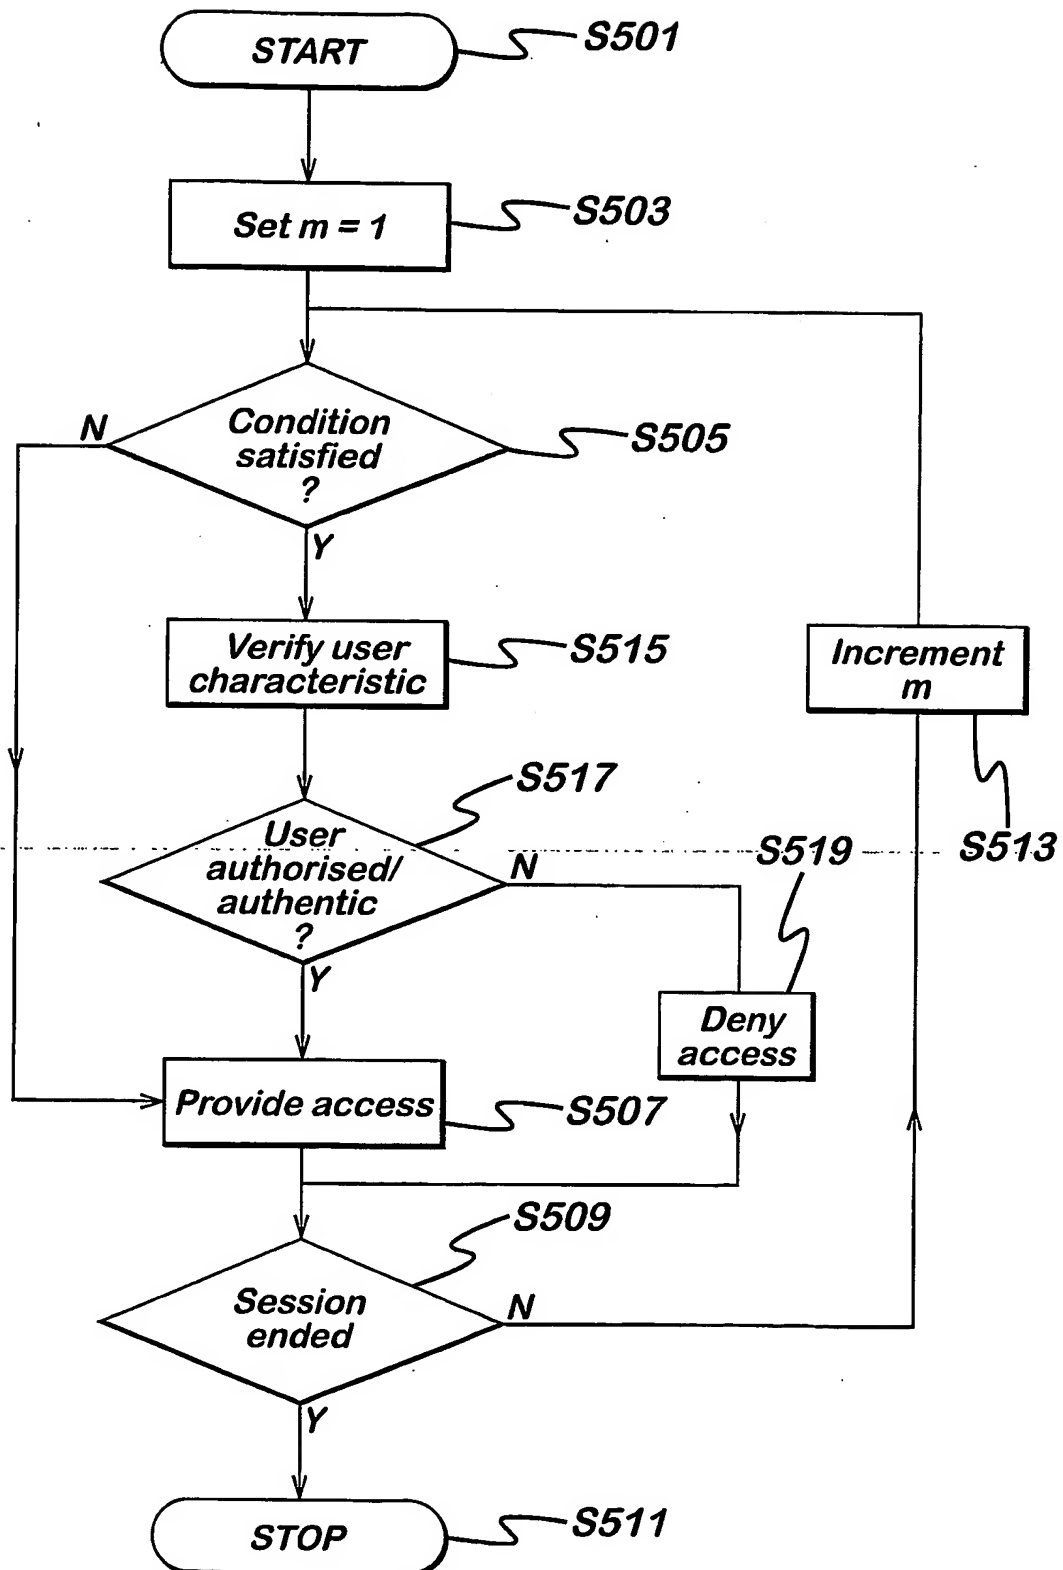 START
S501
Set m = 1
S503
N
Condition
satisfied
?
S505
Y
Verify user
characteristic
S515
Increment
m
S513
S517
User
authorised/
authentic
?
N
S519
Y
Deny
access
Provide access
S507
S509
Session
ended
N
Y
STOP
S511